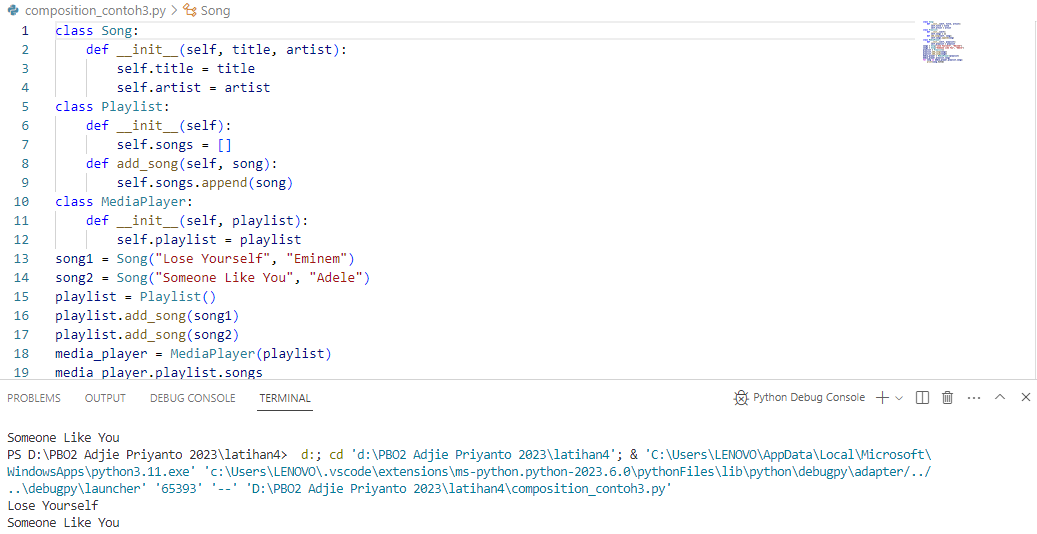 composition_contoh3.py > Song
1 class Song:
2     def __init__(self, title, artist):
3         self.title = title
4         self.artist = artist
5 class Playlist:
6     def __init__(self):
7         self.songs = []
8     def add_song(self, song):
9         self.songs.append(song)
10 class MediaPlayer:
11     def __init__(self, playlist):
12         self.playlist = playlist
13 song1 = Song("Lose Yourself", "Eminem")
14 song2 = Song("Someone Like You", "Adele")
15 playlist = Playlist()
16 playlist.add_song(song1)
17 playlist.add_song(song2)
18 media_player = MediaPlayer(playlist)
19 media_player.playlist.songs
PROBLEMS OUTPUT DEBUG CONSOLE TERMINAL Python Debug Console
Someone Like You
PS D:\PBO2 Adjie Priyanto 2023\latihan4>  d:; cd 'd:\PBO2 Adjie Priyanto 2023\latihan4'; & 'C:\Users\LENOVO\AppData\Local\Microsoft\
WindowsApps\python3.11.exe' 'c:\Users\LENOVO\.vscode\extensions\ms-python.python-2023.6.0\pythonFiles\lib\python\debugpy\adapter/../
..\debugpy\launcher' '65393' '--' 'D:\PBO2 Adjie Priyanto 2023\latihan4\composition_contoh3.py'
Lose Yourself
Someone Like You